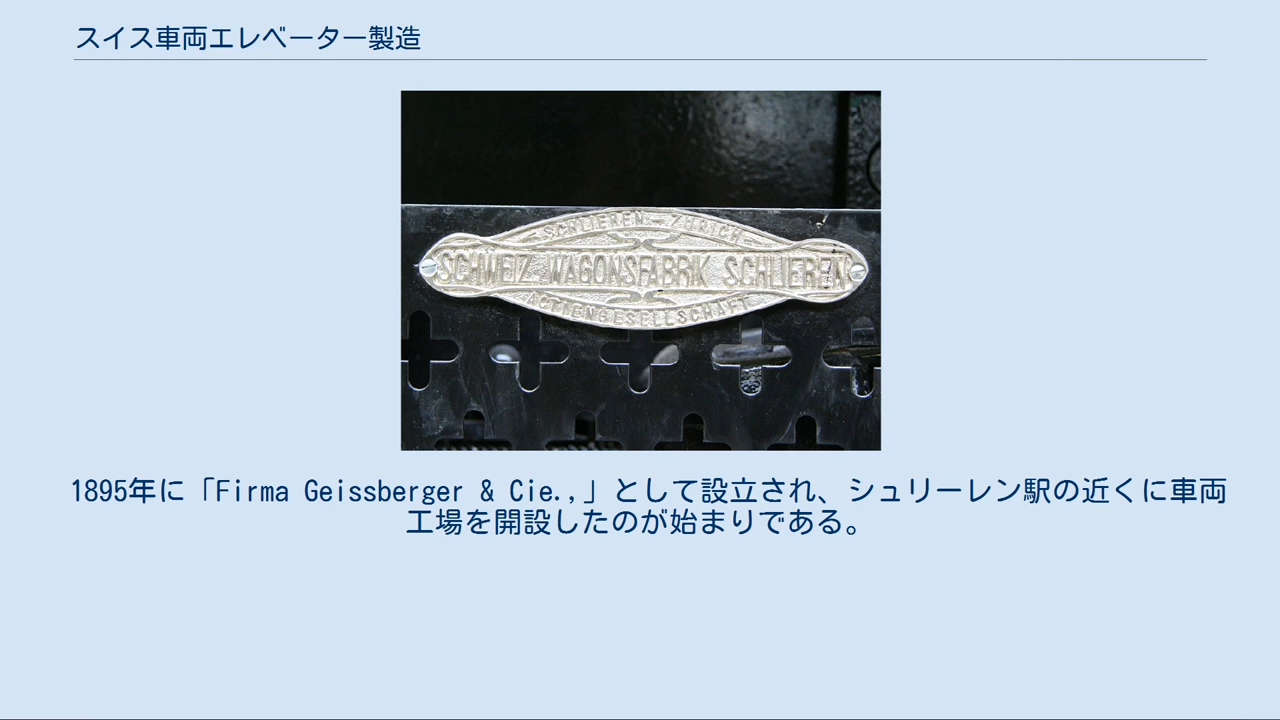 スイス車両エレベーター製造
SCHLIEREN - ZÜRICH
SCHWEIZ. WAGONSFABRIK SCHLIEREN
ACTIENGESELLSCHAFT
1895年に「Firma Geissberger & Cie.,」として設立され、シュリーレン駅の近くに車両
工場を開設したのが始まりである。